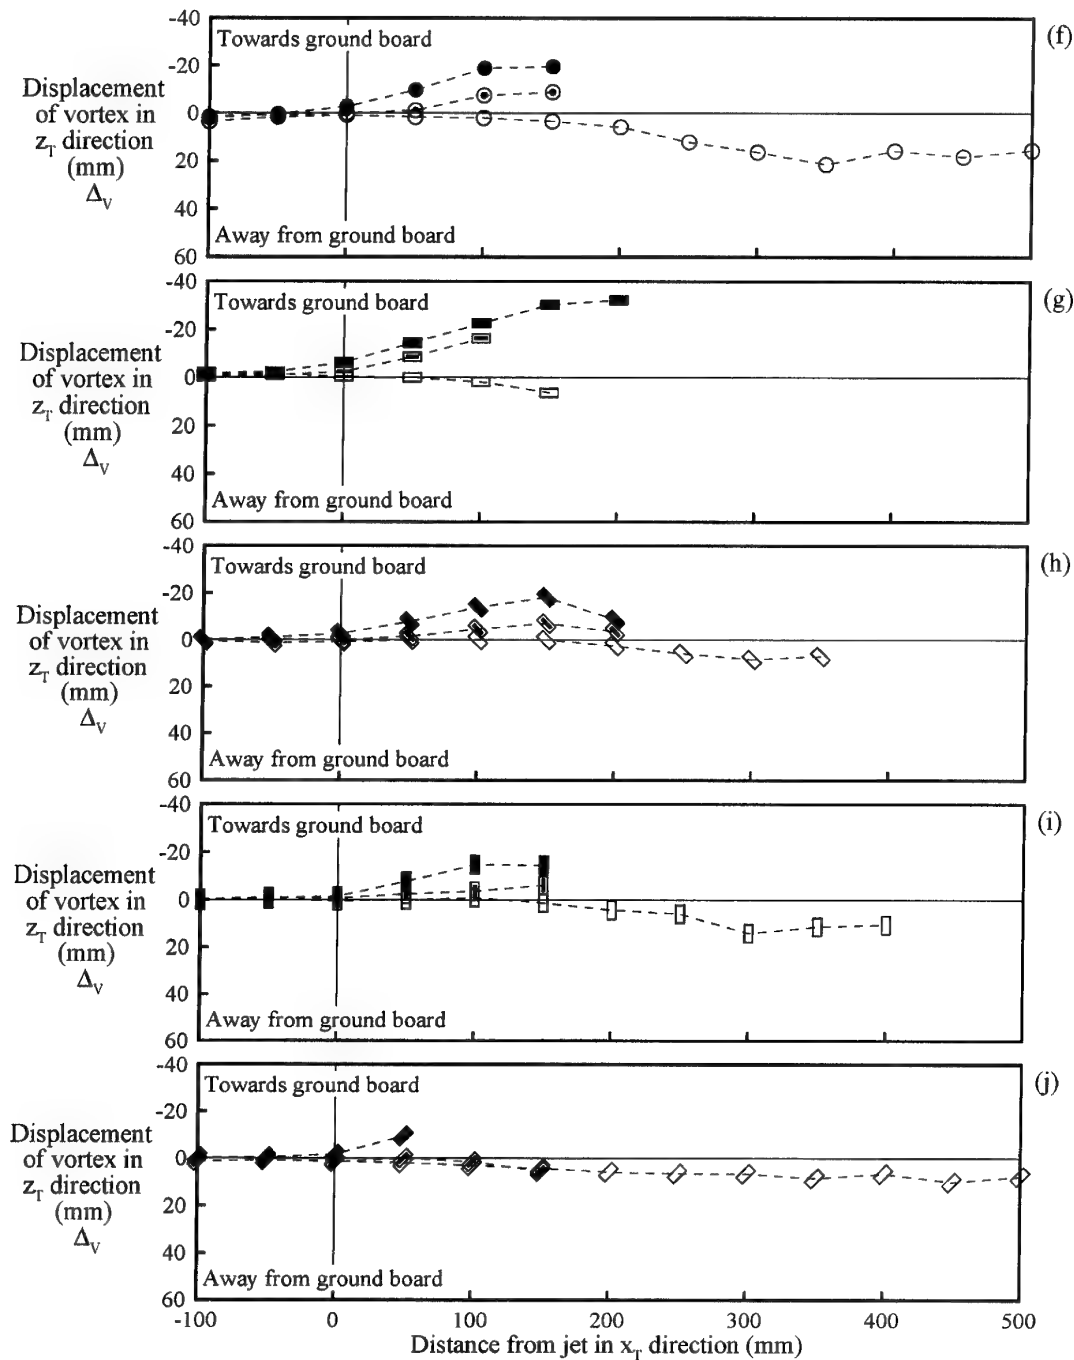 -40
Towards ground board
(f)
-20
Displacement
of vortex in
z_T direction
(mm)
Δ_V
0
20
40
Away from ground board
60
-40
Towards ground board
(g)
-20
Displacement
of vortex in
z_T direction
(mm)
Δ_V
0
20
40
Away from ground board
60
-40
Towards ground board
(h)
-20
Displacement
of vortex in
z_T direction
(mm)
Δ_V
0
20
40
Away from ground board
60
-40
Towards ground board
(i)
-20
Displacement
of vortex in
z_T direction
(mm)
Δ_V
0
20
40
Away from ground board
60
-40
Towards ground board
(j)
-20
Displacement
of vortex in
z_T direction
(mm)
Δ_V
0
20
40
Away from ground board
60
-100 0 100 200 300 400 500
Distance from jet in x_T direction (mm)